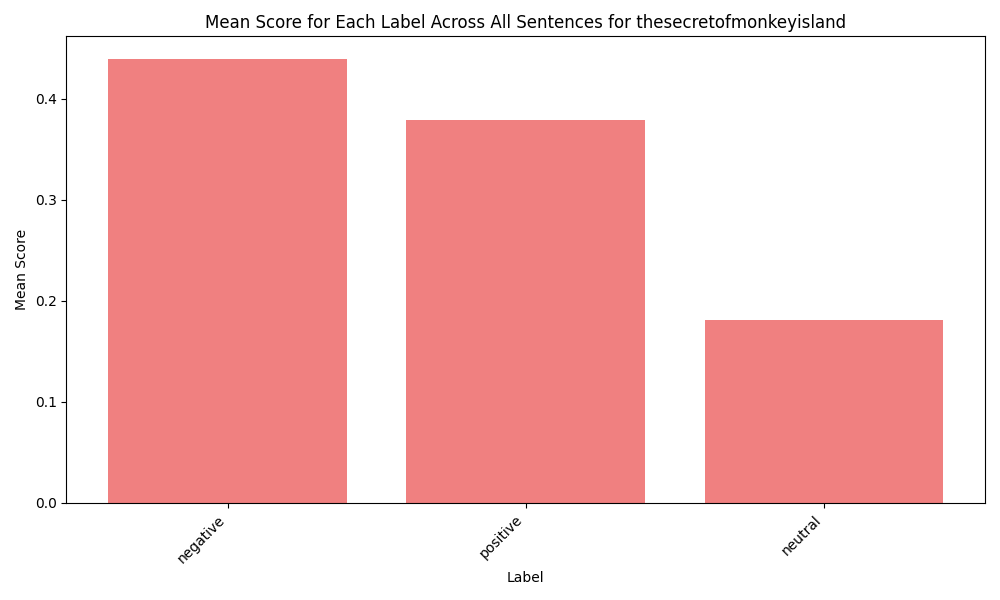 Mean Score for Each Label Across All Sentences for thesecretofmonkeyisland
Mean Score
0.4
0.3
0.2
0.1
0.0
negative
positive
neutral
Label